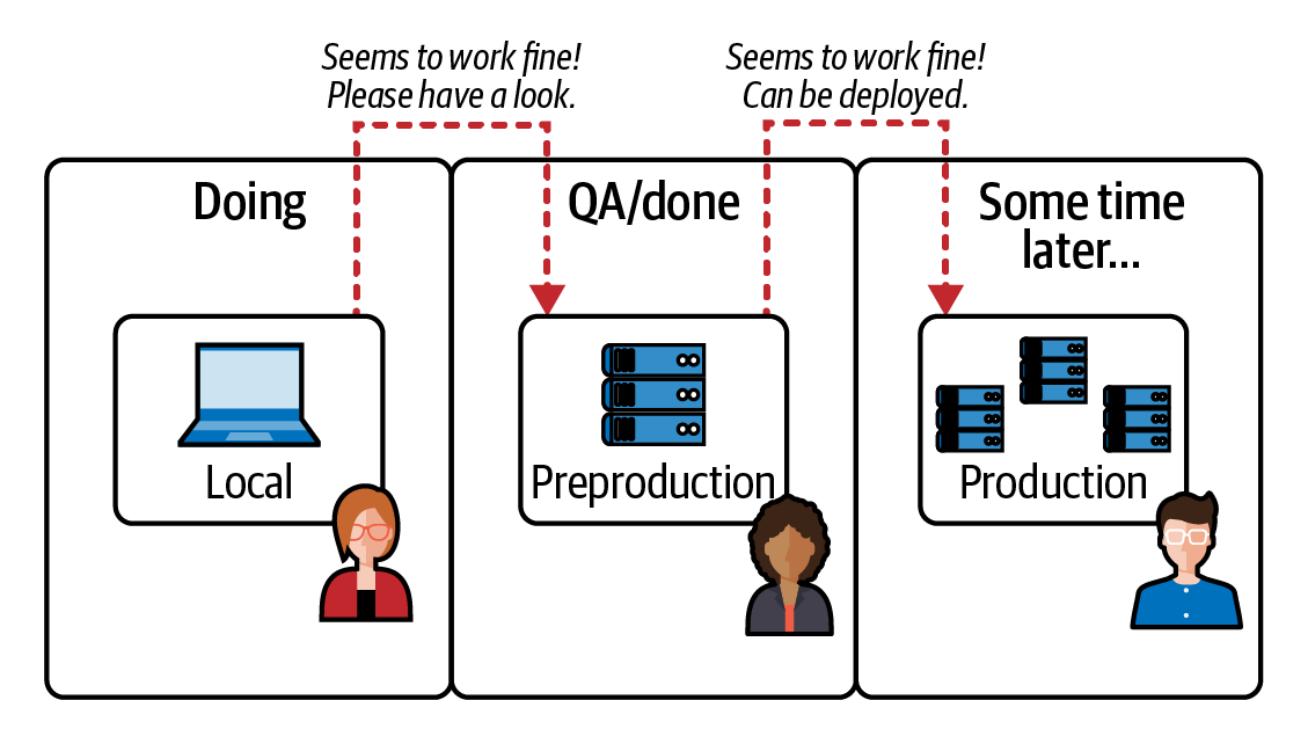 Seems to work fine!
Please have a look.
Seems to work fine!
Can be deployed.
Doing
QA/done
Some time
later...
Local
Preproduction
Production